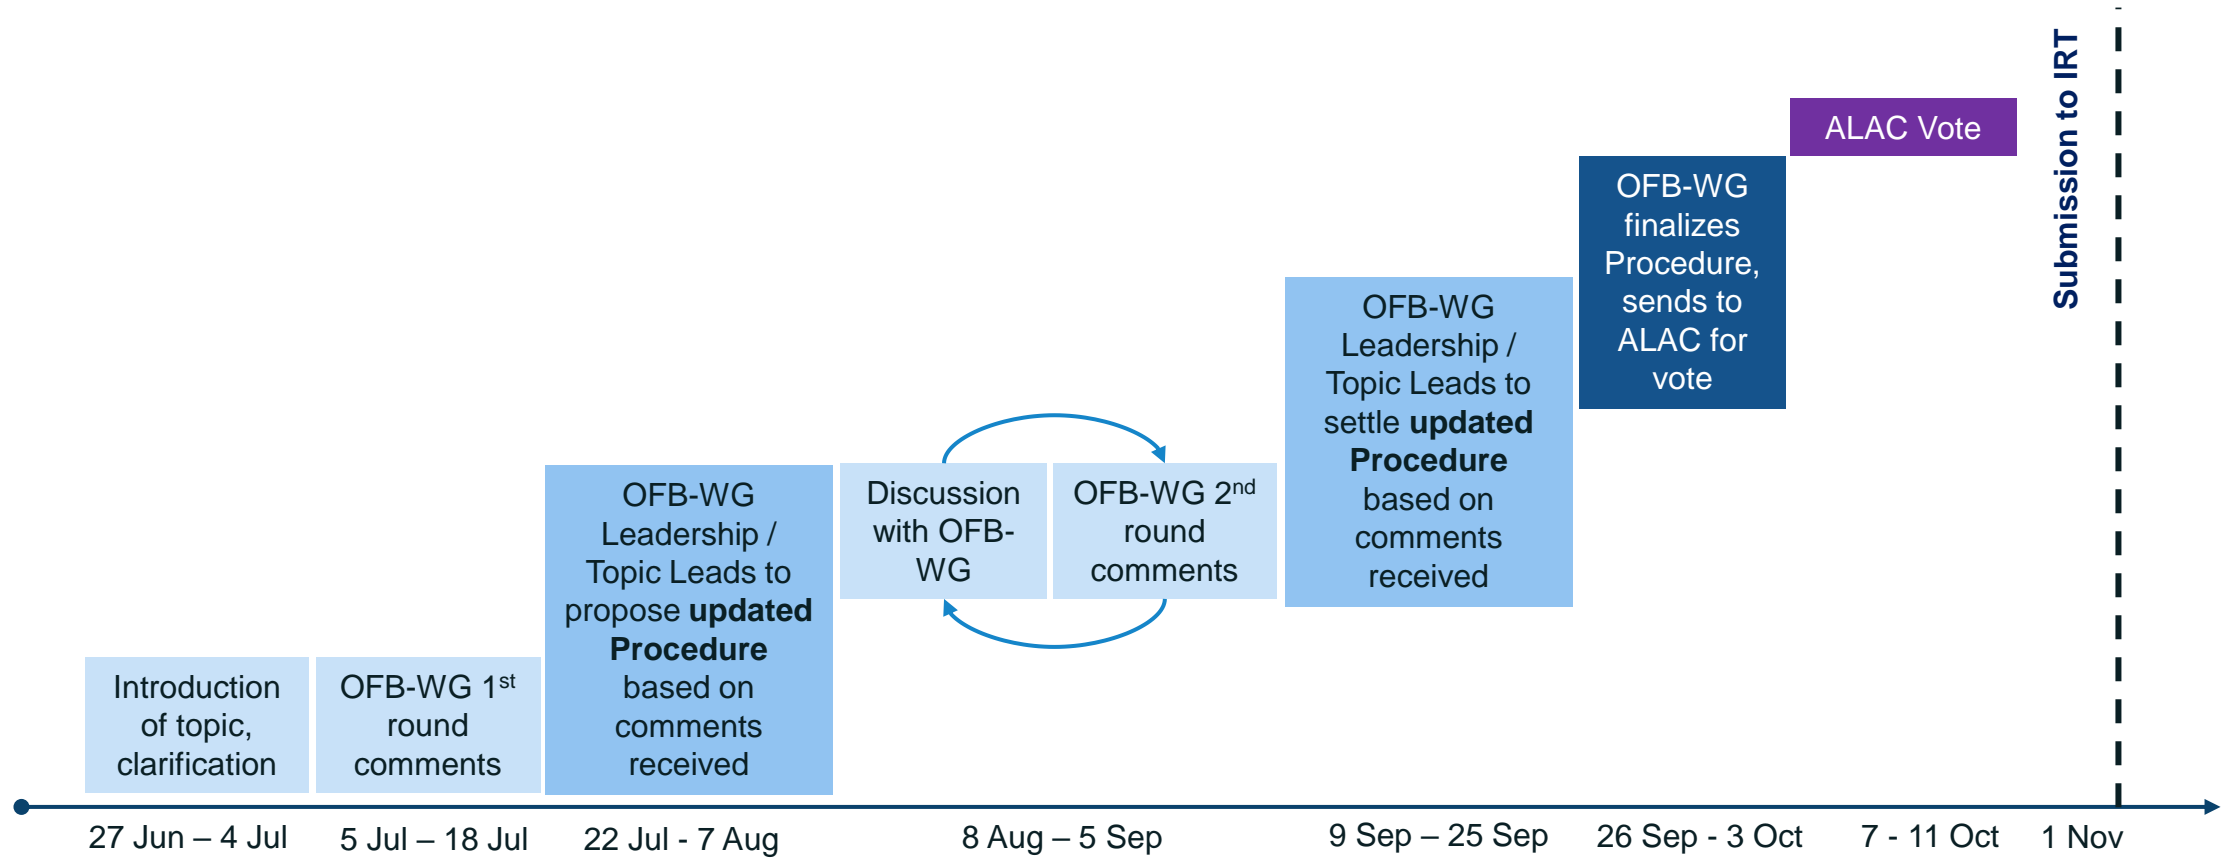 Introduction
of topic,
clarification
OFB-WG 1st
round
comments
OFB-WG
Leadership /
Topic Leads to
propose updated
Procedure
based on
comments
received
Discussion
with OFB-
WG
OFB-WG 2nd
round
comments
OFB-WG
Leadership /
Topic Leads to
settle updated
Procedure
based on
comments
received
OFB-WG
finalizes
Procedure,
sends to
ALAC for
vote
ALAC Vote
Submission to IRT
27 Jun – 4 Jul
5 Jul – 18 Jul
22 Jul - 7 Aug
8 Aug – 5 Sep
9 Sep – 25 Sep
26 Sep - 3 Oct
7 - 11 Oct
1 Nov